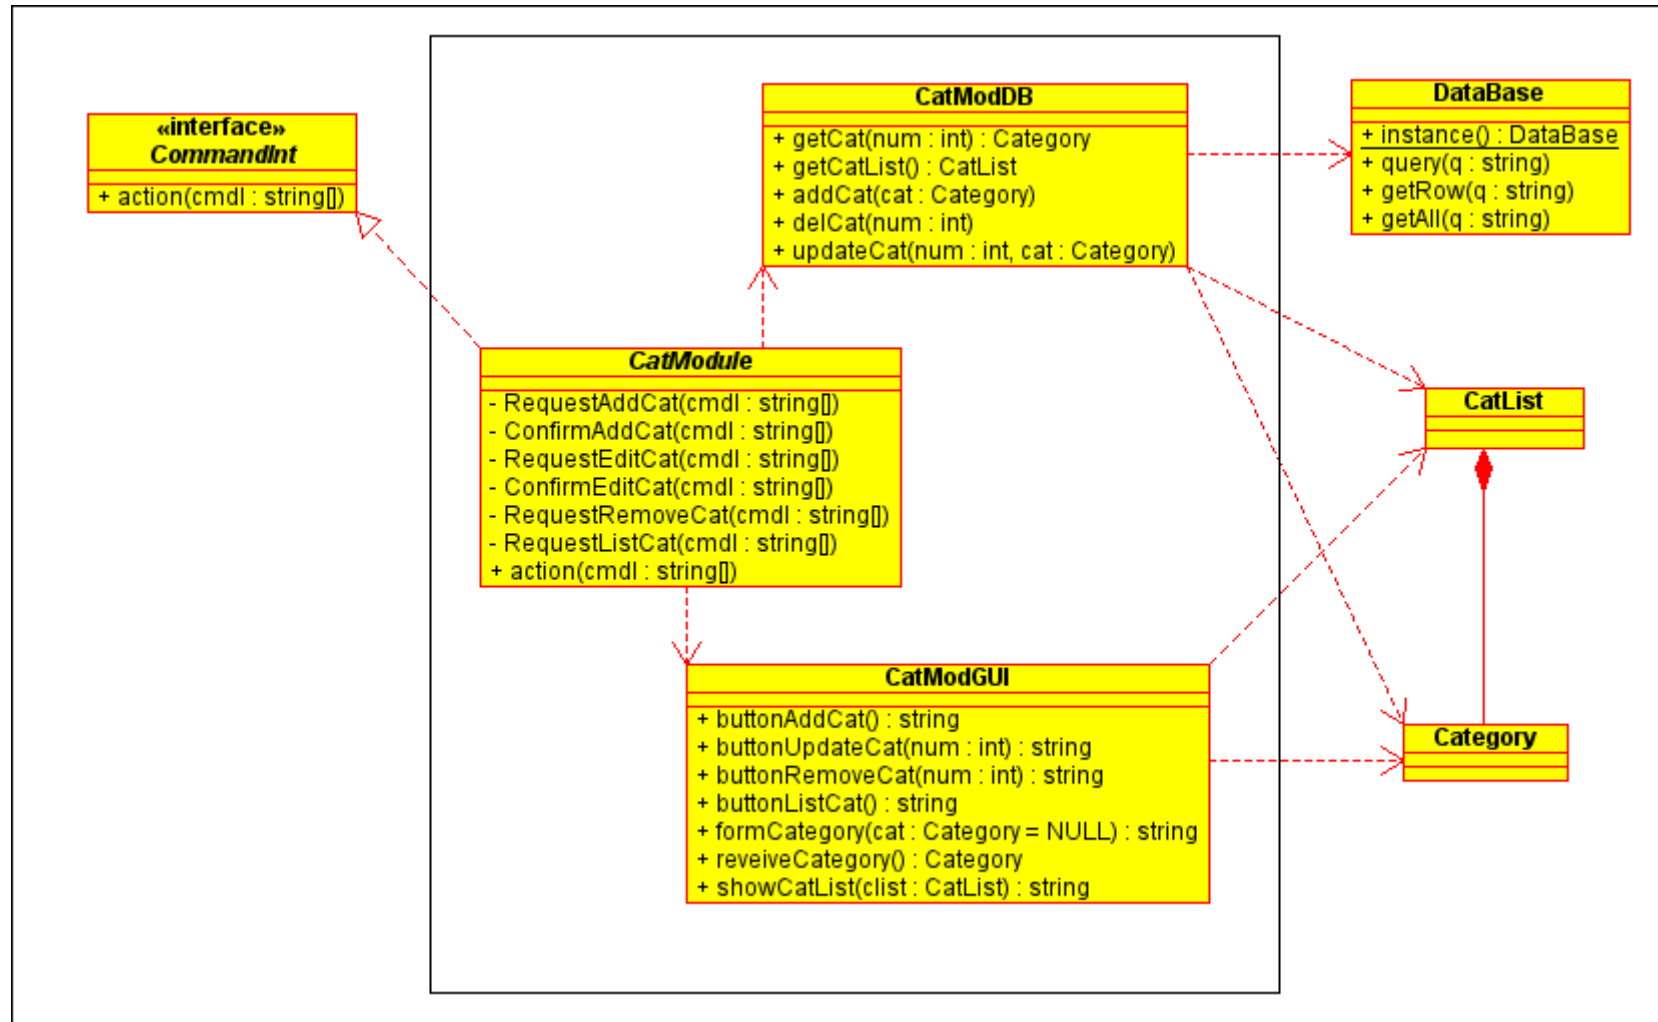 «interface»
CommandInt
+ action(cmdl : string[])
CatModDB
+ getCat(num : int) : Category
+ getCatList() : CatList
+ addCat(cat : Category)
+ delCat(num : int)
+ updateCat(num : int, cat : Category)
DataBase
+ instance() : DataBase
+ query(q : string)
+ getRow(q : string)
+ getAll(q : string)
CatModule
- RequestAddCat(cmdl : string[])
- ConfirmAddCat(cmdl : string[])
- RequestEditCat(cmdl : string[])
- ConfirmEditCat(cmdl : string[])
- RequestRemoveCat(cmdl : string[])
- RequestListCat(cmdl : string[])
+ action(cmdl : string[])
CatList
CatModGUI
+ buttonAddCat() : string
+ buttonUpdateCat(num : int) : string
+ buttonRemoveCat(num : int) : string
+ buttonListCat() : string
+ formCategory(cat : Category = NULL) : string
+ reveiveCategory() : Category
+ showCatList(clist : CatList) : string
Category